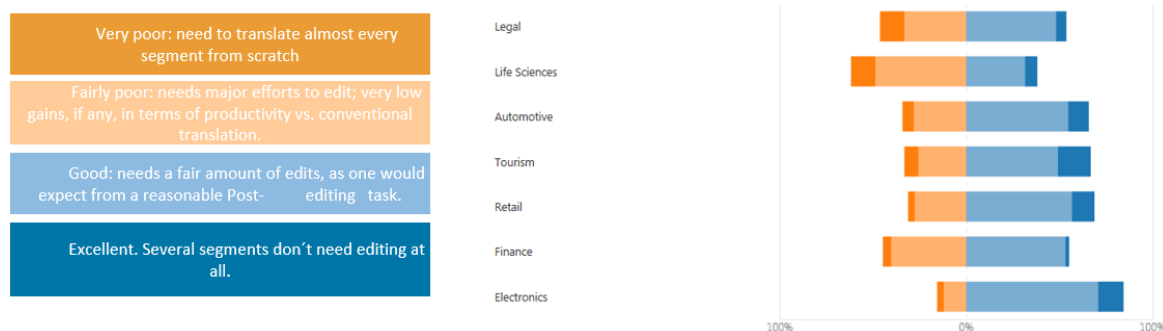 Very poor: need to translate almost every
segment from scratch
Fairly poor: needs major efforts to edit; very low
gains, if any, in terms of productivity vs. conventional
translation.
Good: needs a fair amount of edits, as one would
expect from a reasonable Post- editing task.
Excellent. Several segments don´t need editing at
all.
Legal
Life Sciences
Automotive
Tourism
Retail
Finance
Electronics
100% 0% 100%